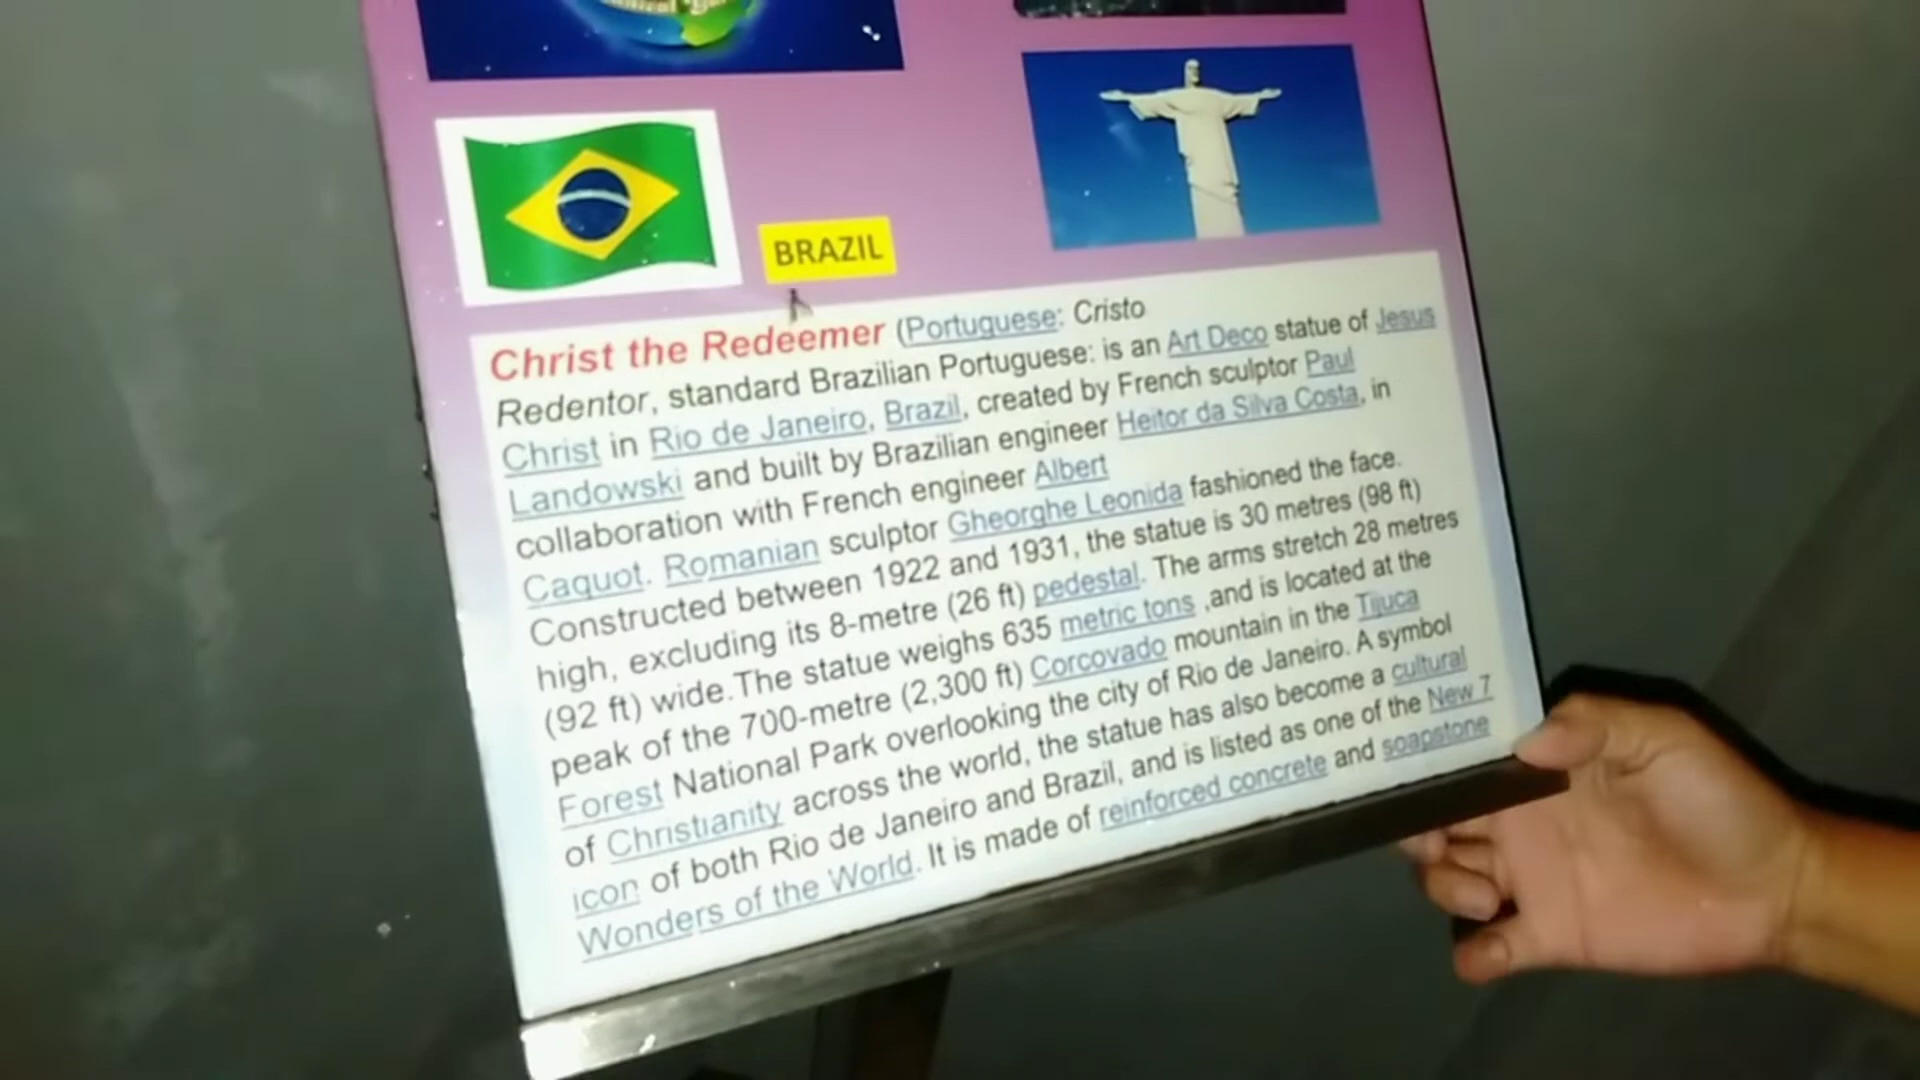 BRAZIL
Christ the Redeemer (Portuguese: Cristo
Redentor, standard Brazilian Portuguese: is an Art Deco statue of Jesus
Christ in Rio de Janeiro, Brazil, created by French sculptor Paul
Landowski and built by Brazilian engineer Heitor da Silva Costa, in
collaboration with French engineer Albert
Caquot. Romanian sculptor Gheorghe Leonida fashioned the face.
Constructed between 1922 and 1931, the statue is 30 metres (98 ft)
high, excluding its 8-metre (26 ft) pedestal. The arms stretch 28 metres
(92 ft) wide.The statue weighs 635 metric tons ,and is located at the
peak of the 700-metre (2,300 ft) Corcovado mountain in the Tijuca
Forest National Park overlooking the city of Rio de Janeiro. A symbol
of Christianity across the world, the statue has also become a cultural
icon of both Rio de Janeiro and Brazil, and is listed as one of the New 7
Wonders of the World. It is made of reinforced concrete and soapstone